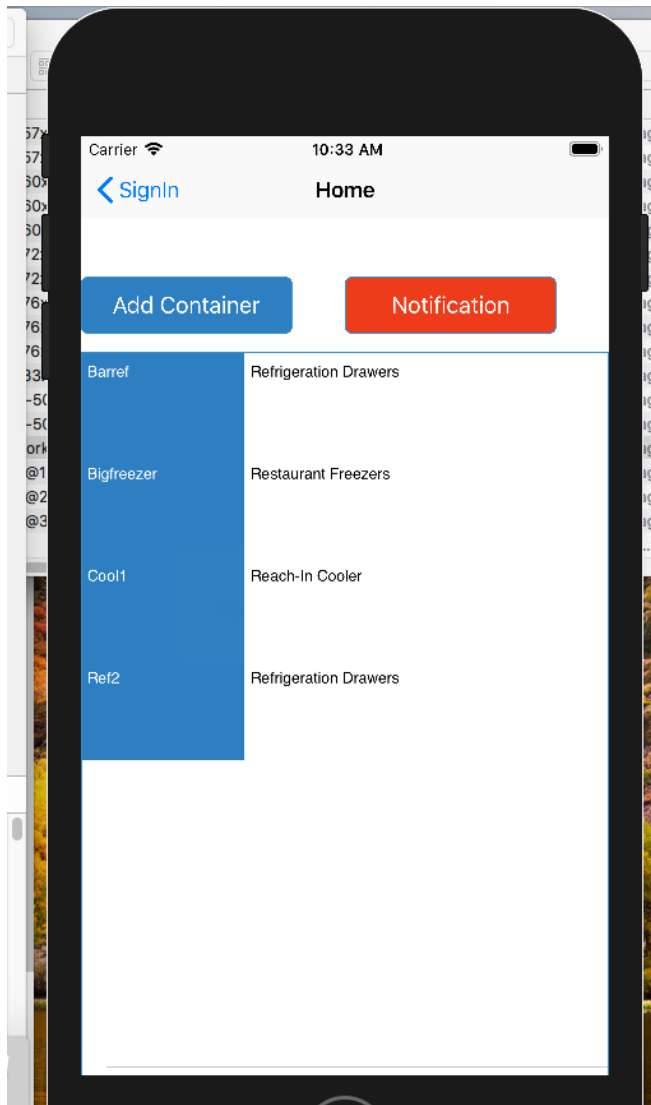 Carrier 10:33 AM
SignIn Home
Add Container Notification
Barref Refrigeration Drawers
Bigfreezer Restaurant Freezers
Cool1 Reach-In Cooler
Ref2 Refrigeration Drawers